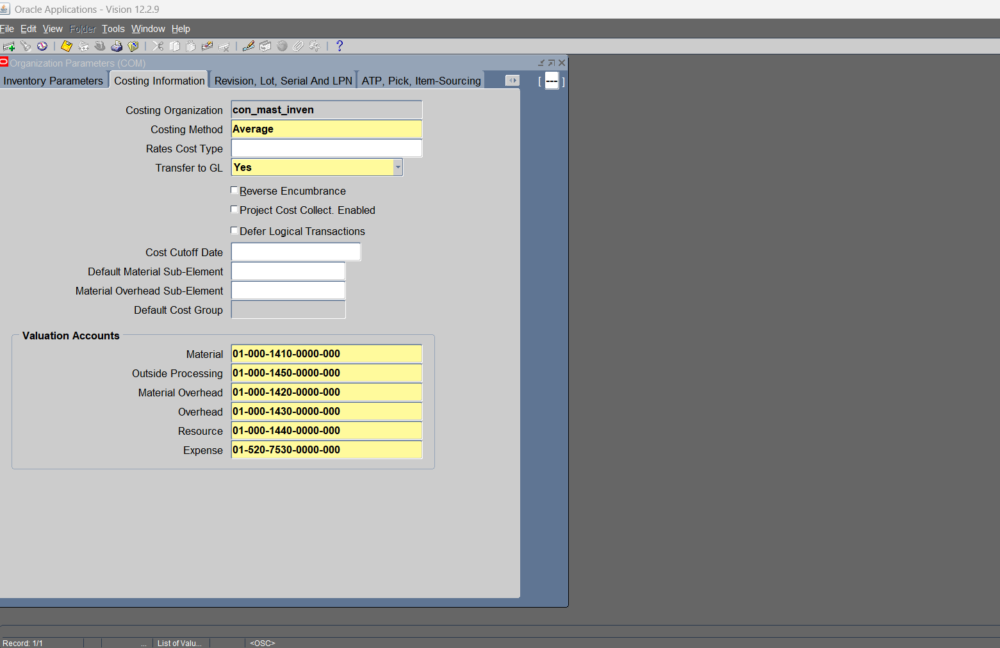 Oracle Applications - Vision 12.2.9
File Edit View Folder Tools Window Help
Organization Parameters (COM)
Inventory Parameters Costing Information Revision, Lot, Serial And LPN ATP, Pick, Item-Sourcing [ --- ]
Costing Organization con_mast_inven
Costing Method Average
Rates Cost Type
Transfer to GL Yes
Reverse Encumbrance
Project Cost Collect. Enabled
Defer Logical Transactions
Cost Cutoff Date
Default Material Sub-Element
Material Overhead Sub-Element
Default Cost Group
Valuation Accounts
Material 01-000-1410-0000-000
Outside Processing 01-000-1450-0000-000
Material Overhead 01-000-1420-0000-000
Overhead 01-000-1430-0000-000
Resource 01-000-1440-0000-000
Expense 01-520-7530-0000-000
Record: 1/1 ... List of Valu... <OSC>